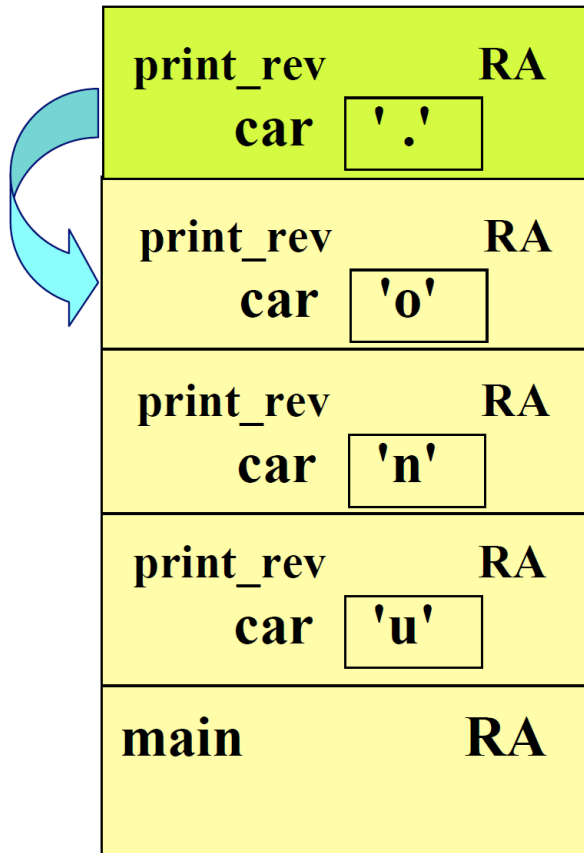 print_rev RA
car '.'
print_rev RA
car 'o'
print_rev RA
car 'n'
print_rev RA
car 'u'
main RA